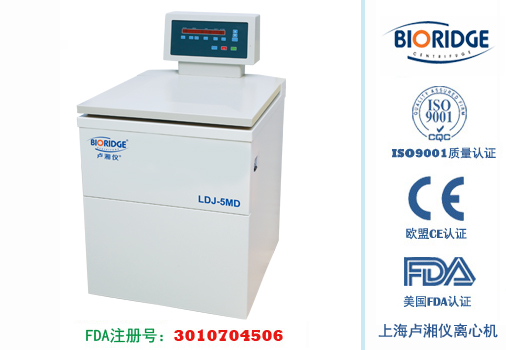 BIORIDGE
卢湘仪
LDJ-5MD
FDA注册号：3010704506
BIORIDGE
CENTRIFUGE
ISO
9001
CQC
ISO9001质量认证
CE
欧盟CE认证
FDA
美国FDA认证
上海卢湘仪离心机